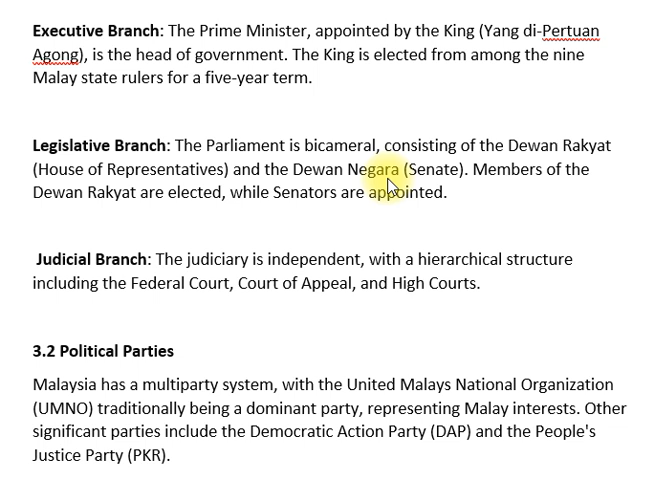 Executive Branch: The Prime Minister, appointed by the King (Yang di-Pertuan
Agong), is the head of government. The King is elected from among the nine
Malay state rulers for a five-year term.
Legislative Branch: The Parliament is bicameral, consisting of the Dewan Rakyat
(House of Representatives) and the Dewan Negara (Senate). Members of the
Dewan Rakyat are elected, while Senators are appointed.
Judicial Branch: The judiciary is independent, with a hierarchical structure
including the Federal Court, Court of Appeal, and High Courts.
3.2 Political Parties
Malaysia has a multiparty system, with the United Malays National Organization
(UMNO) traditionally being a dominant party, representing Malay interests. Other
significant parties include the Democratic Action Party (DAP) and the People's
Justice Party (PKR).